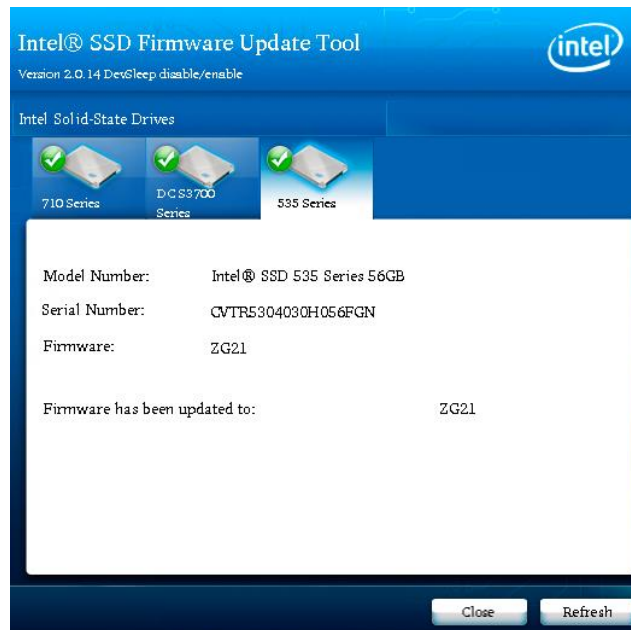 Intel® SSD Firmware Update Tool
Version 2.0.14 DevSleep disable/enable
intel
Intel Solid-State Drives
710 Series
DC S3700
Series
535 Series
Model Number: Intel® SSD 535 Series 56GB
Serial Number: CVTR5304030H056FGN
Firmware: ZG21
Firmware has been updated to: ZG21
Close Refresh